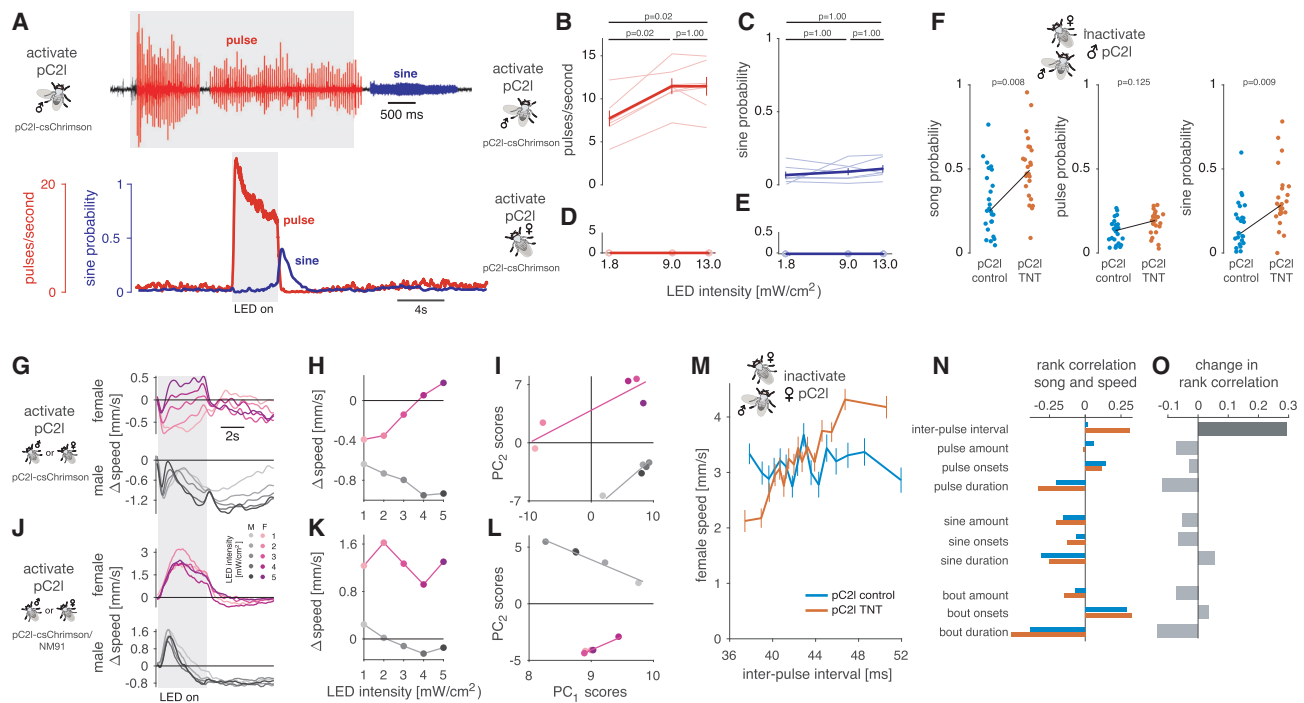 A
activate
pC2l
♂
pC2l-csChrimson
pulse
sine
500 ms
pulses/second
20
0
sine probability
1
0.5
0
pulse
sine
LED on
4s
B
activate
pC2l
♂
pC2l-csChrimson
p=0.02
p=0.02 p=1.00
pulses/second
15
10
5
0
C
p=1.00
p=1.00 p=1.00
sine probability
1
0.5
0
activate
pC2l
♀
pC2l-csChrimson
D
5
0
1.8 9.0 13.0
E
0.5
0
1.8 9.0 13.0
LED intensity [mW/cm²]
F
♀
♂
inactivate
♂ pC2l
p=0.008
song probability
1
0.5
0
pC2l control
pC2l TNT
p=0.125
pulse probability
1
0.5
0
pC2l control
pC2l TNT
p=0.009
sine probability
1
0.5
0
pC2l control
pC2l TNT
G
activate
pC2l
♂ or ♀
pC2l-csChrimson
female
male
Δ speed [mm/s]
0.5
0
-0.5
2s
0
-0.6
-1.2
H
Δ speed [mm/s]
0
-0.4
-0.8
1 2 3 4 5
I
PC2 scores
7
0
-7
-10 0 10
J
activate
pC2l
♂ or ♀
pC2l-csChrimson/
NM91
female
male
Δ speed [mm/s]
3
2
1
0
1.6
0.8
0
-0.8
LED on
M F
LED intensity
[mW/cm²]
1
2
3
4
5
K
Δ speed [mm/s]
1.6
0.8
0
1 2 3 4 5
LED intensity [mW/cm²]
L
PC2 scores
5
0
-5
8 9 10
PC1 scores
M
♀
♂
inactivate
♀ pC2l
female speed [mm/s]
4
3
2
1
0
pC2l control
pC2l TNT
36 40 44 48 52
inter-pulse interval [ms]
N
rank correlation
song and speed
-0.25 0 0.25
inter-pulse interval
pulse amount
pulse onsets
pulse duration
sine amount
sine onsets
sine duration
bout amount
bout onsets
bout duration
O
change in
rank correlation
-0.1 0 0.1 0.3